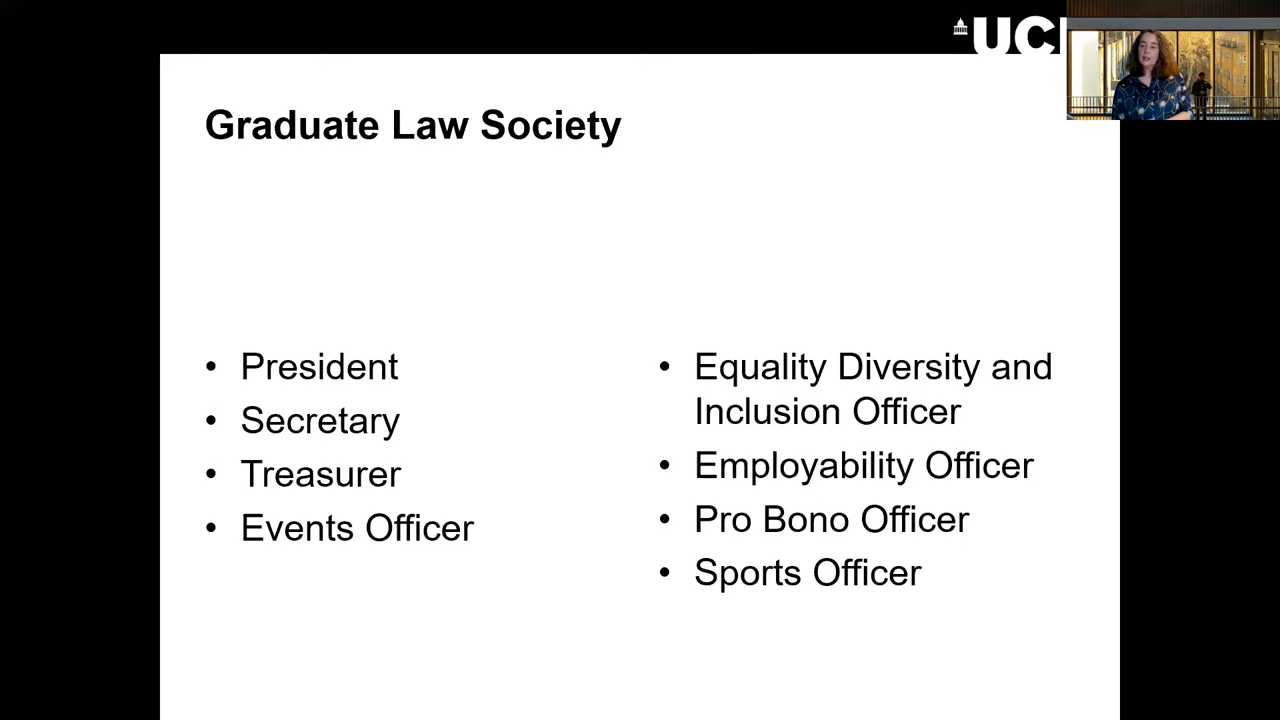 UC
Graduate Law Society
• President
• Secretary
• Treasurer
• Events Officer
• Equality Diversity and
Inclusion Officer
• Employability Officer
• Pro Bono Officer
• Sports Officer